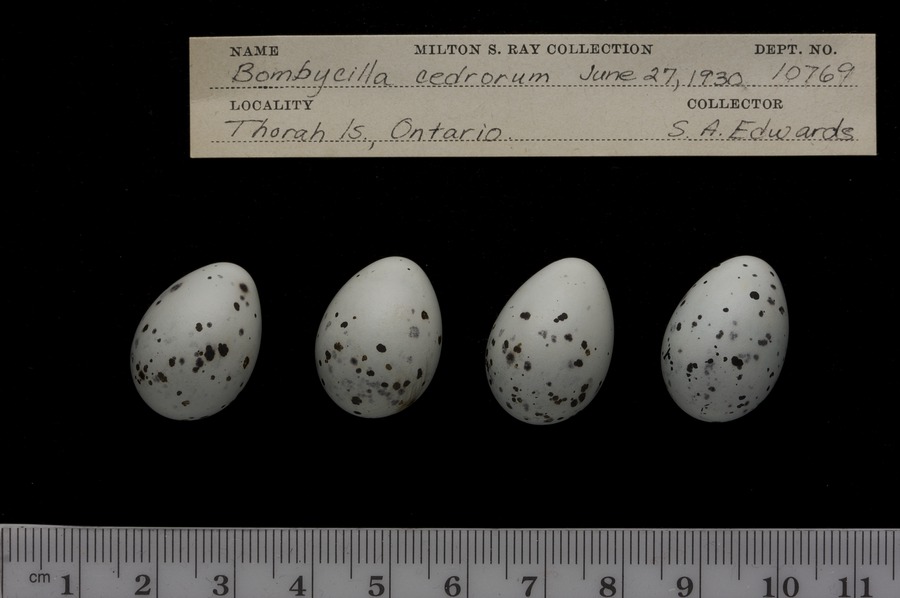 NAME MILTON S. RAY COLLECTION DEPT. NO.
Bombycilla cedrorum June 27, 1930 10769
LOCALITY COLLECTOR
Thorah Is., Ontario. S. A. Edwards
cm 1 2 3 4 5 6 7 8 9 10 11